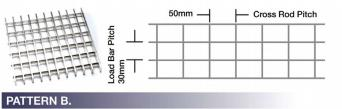 50mm
Cross Rod Pitch
Load Bar Pitch
30mm
PATTERN B.